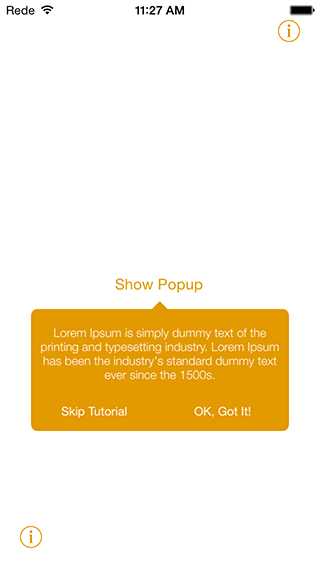 Rede 11:27 AM
i
Show Popup
Lorem Ipsum is simply dummy text of the
printing and typesetting industry. Lorem Ipsum
has been the industry's standard dummy text
ever since the 1500s.
Skip Tutorial OK, Got It!
i